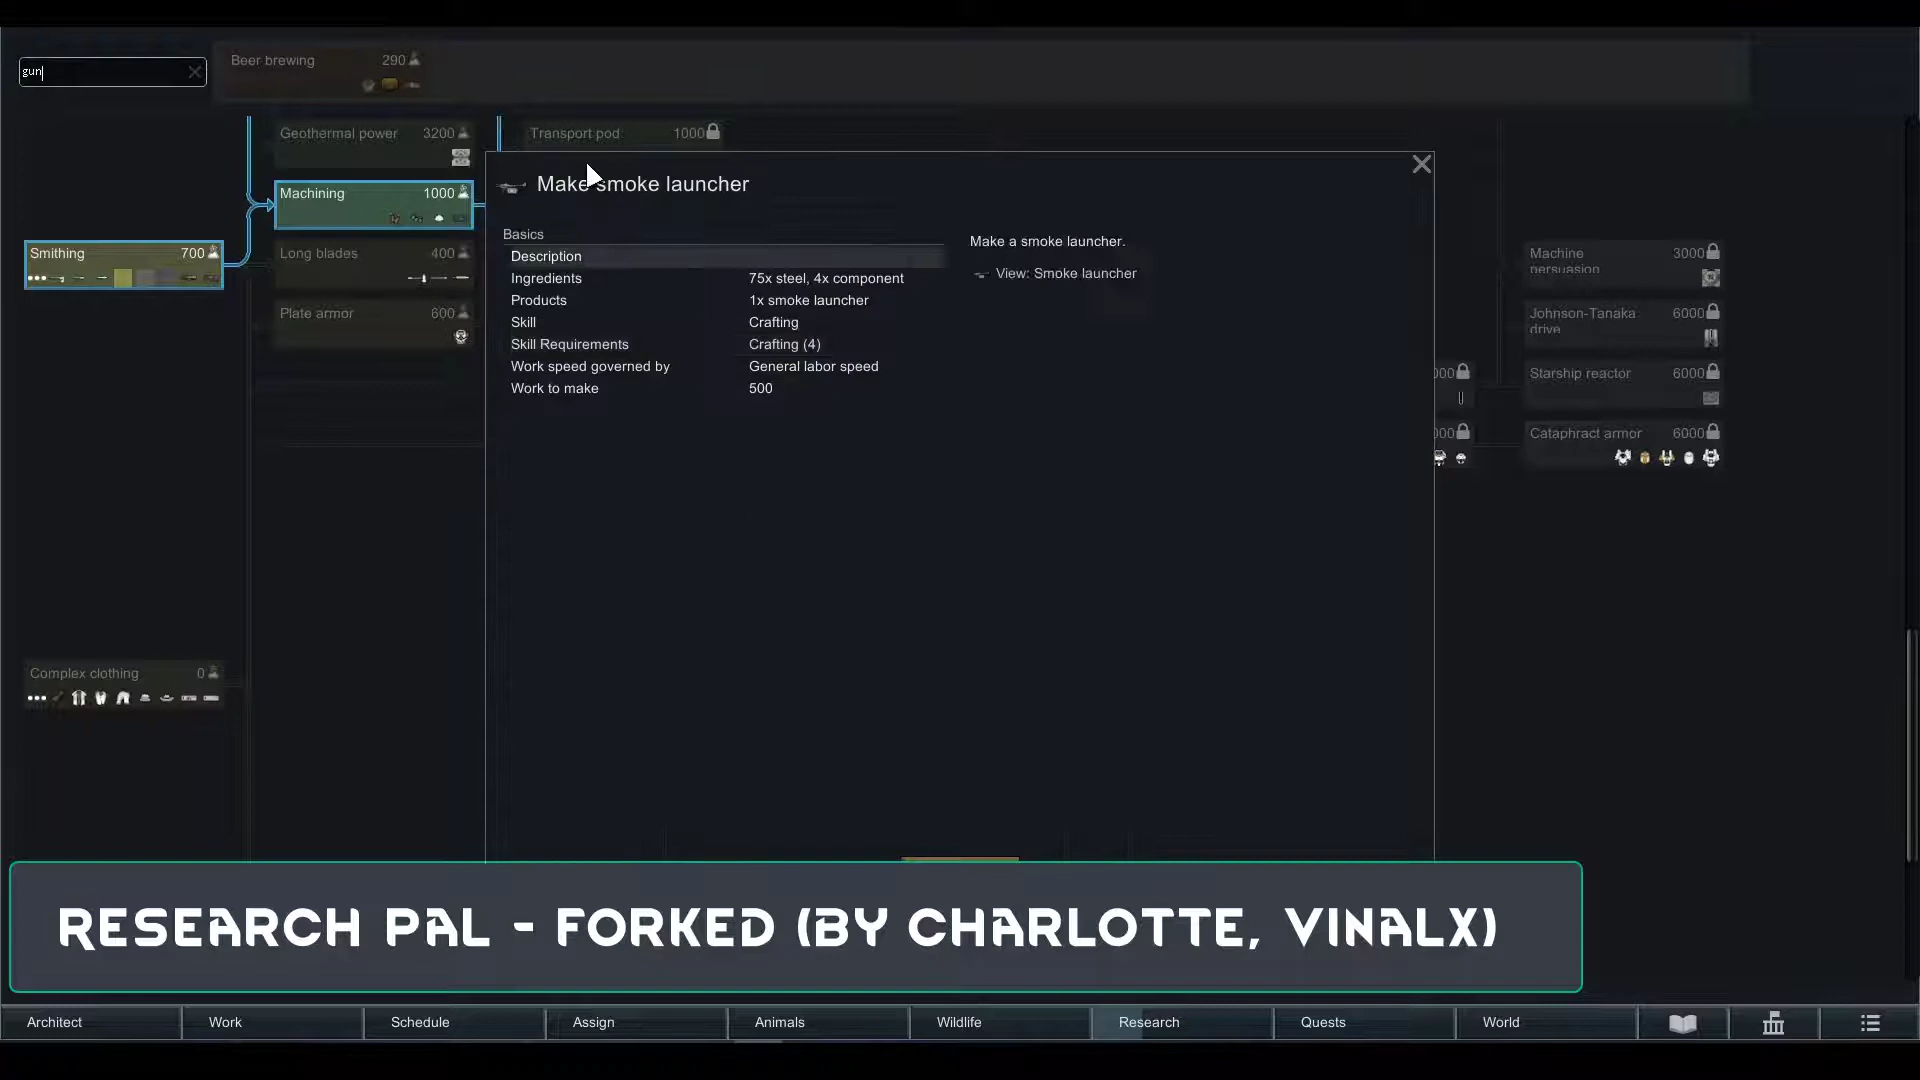 gun
Beer brewing 290
Geothermal power 3200
Transport pod 1000
Machining 1000
Smithing 700
Long blades 400
Plate armor 600
Complex clothing 0
Make smoke launcher
Basics
Description
Ingredients 75x steel, 4x component
Products 1x smoke launcher
Skill Crafting
Skill Requirements Crafting (4)
Work speed governed by General labor speed
Work to make 500
Make a smoke launcher.
View: Smoke launcher
Machine 3000
persuasion
Johnson-Tanaka 6000
drive
000
Starship reactor 6000
000
Cataphract armor 6000
RESEARCH PAL - FORKED (BY CHARLOTTE, VINALX)
Architect Work Schedule Assign Animals Wildlife Research Quests World